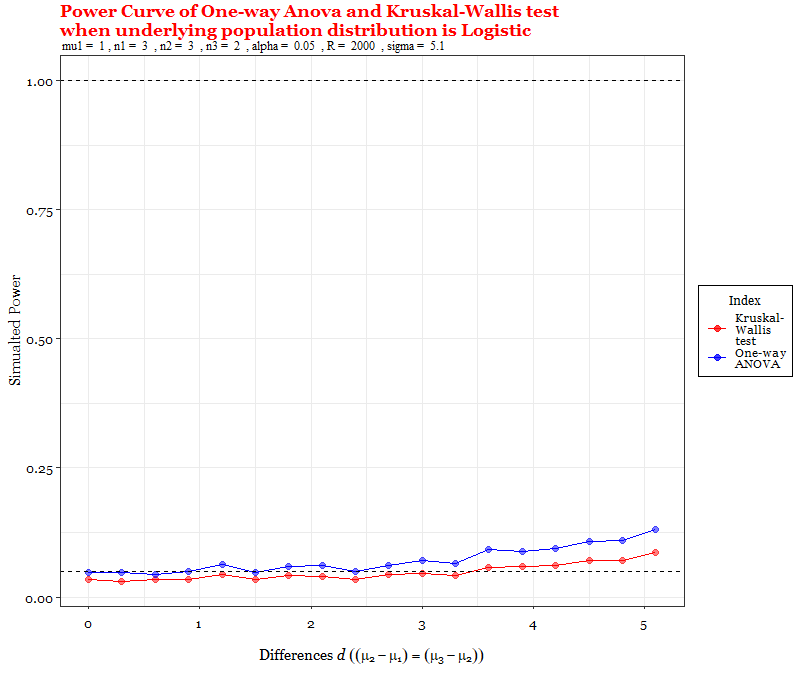 Power Curve of One-way Anova and Kruskal-Wallis test
when underlying population distribution is Logistic
mu1 = 1 , n1 = 3 , n2 = 3 , n3 = 2 , alpha = 0.05 , R = 2000 , sigma = 5.1
1.00
0.75
0.50
0.25
0.00
Simualted Power
0 1 2 3 4 5
Differences d ((μ₂ − μ₁) = (μ₃ − μ₂))
Index
Kruskal-
Wallis
test
One-way
ANOVA